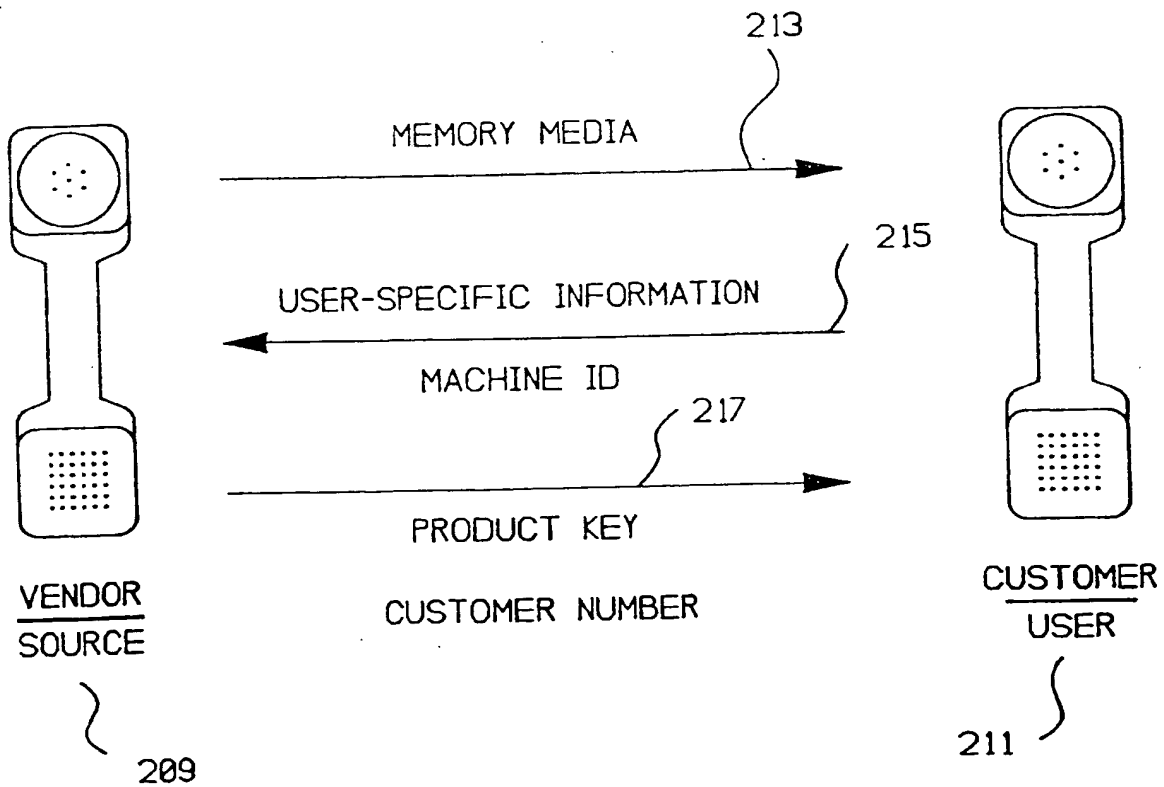 213
MEMORY MEDIA
215
USER-SPECIFIC INFORMATION
MACHINE ID
217
PRODUCT KEY
CUSTOMER NUMBER
VENDOR
SOURCE
209
CUSTOMER
USER
211